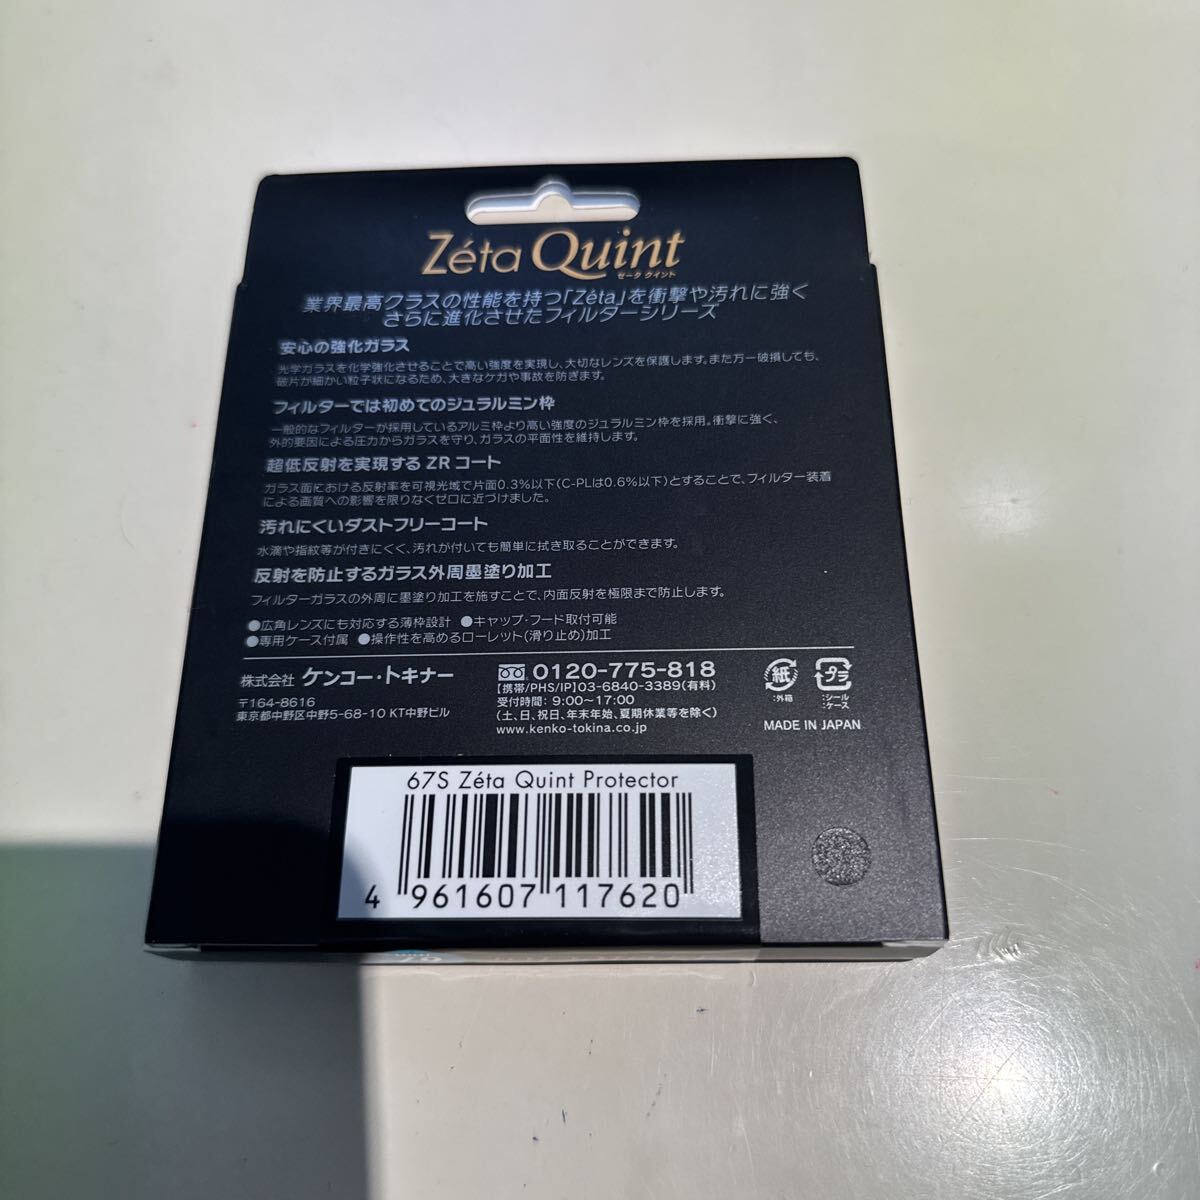 Zéta Quint
ゼータ クイント
業界最高クラスの性能を持つ「Zéta」を衝撃や汚れに強く
さらに進化させたフィルターシリーズ
安心の強化ガラス
光学ガラスを化学強化させることで高い強度を実現し、大切なレンズを保護します。また万一破損しても、
破片が細かい粒子状になるため、大きなケガや事故を防ぎます。
フィルターでは初めてのジュラルミン枠
一般的なフィルターが採用しているアルミ枠より高い強度のジュラルミン枠を採用。衝撃に強く、
外的要因による圧力からガラスを守り、ガラスの平面性を維持します。
超低反射を実現する ZR コート
ガラス面における反射率を可視光域で片面0.3%以下(C-PLは0.6%以下)とすることで、フィルター装着
による画質への影響を限りなくゼロに近づけました。
汚れにくいダストフリーコート
水滴や指紋等が付きにくく、汚れが付いても簡単に拭き取ることができます。
反射を防止するガラス外周墨塗り加工
フィルターガラスの外周に墨塗り加工を施すことで、内面反射を極限まで防止します。
●広角レンズにも対応する薄枠設計 ●キャップ・フード取付可能
●専用ケース付属 ●操作性を高めるローレット(滑り止め)加工
株式会社 ケンコー・トキナー
〒164-8616
東京都中野区中野5-68-10 KT中野ビル
0120-775-818
【携帯/PHS/IP】03-6840-3389(有料)
受付時間: 9:00~17:00
(土、日、祝日、年末年始、夏期休業等を除く)
www.kenko-tokina.co.jp
紙
:外箱
プラ
:シール
・ケース
MADE IN JAPAN
67S Zéta Quint Protector
4 961607 117620